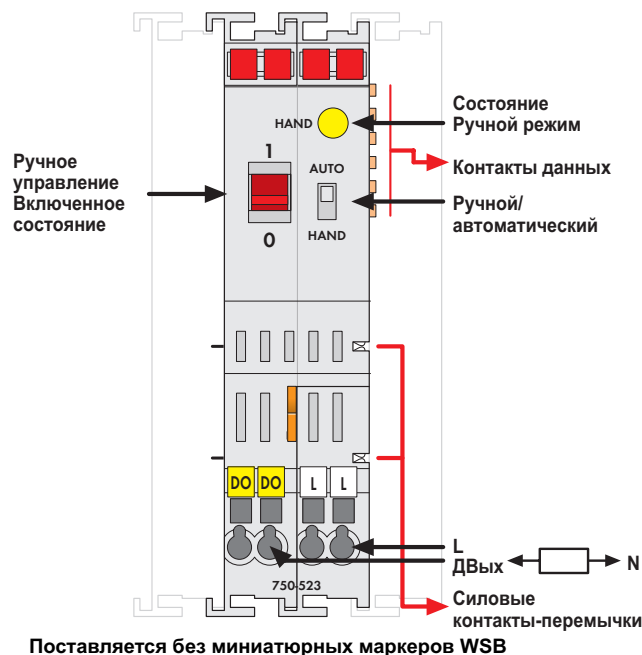 HAND
1
AUTO
0
HAND
Ручное
управление
Включенное
состояние
Состояние
Ручной режим
Контакты данных
Ручной/
автоматический
DO
DO
L
L
750-523
L
ДВых
N
Силовые
контакты-перемычки
Поставляется без миниатюрных маркеров WSB